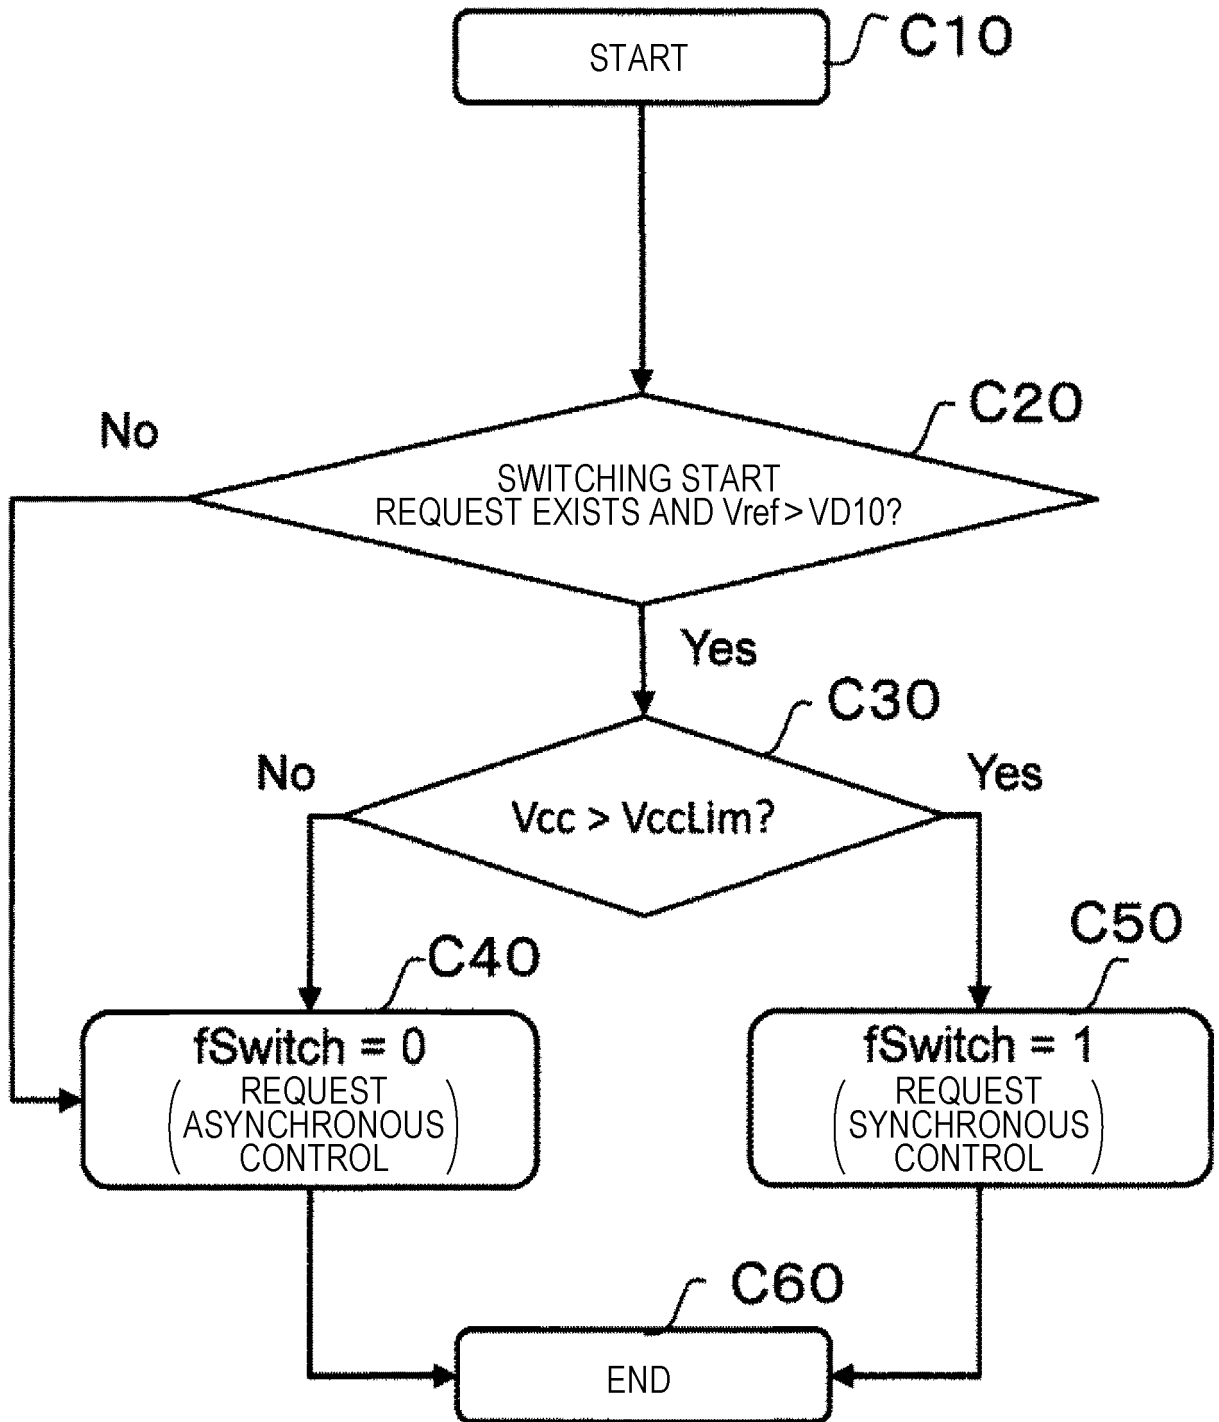 START
C10
C20
No
SWITCHING START
REQUEST EXISTS AND Vref > VD10?
Yes
C30
No
Yes
Vcc > VccLim?
C40
C50
fSwitch = 0
(REQUEST
ASYNCHRONOUS
CONTROL)
fSwitch = 1
(REQUEST
SYNCHRONOUS
CONTROL)
C60
END